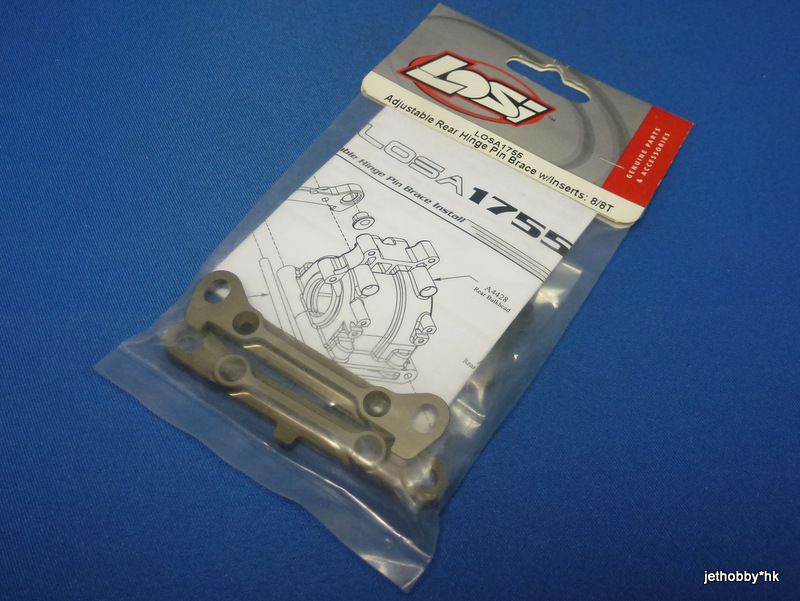 LOSI
LOSA1755
Adjustable Rear Hinge Pin Brace w/Inserts: 8/8T
GENUINE PARTS
& ACCESSORIES
LOSA1755
Hinge Pin Brace Install
A4428
Rear Bulkhead
Rear
jethobby*hk